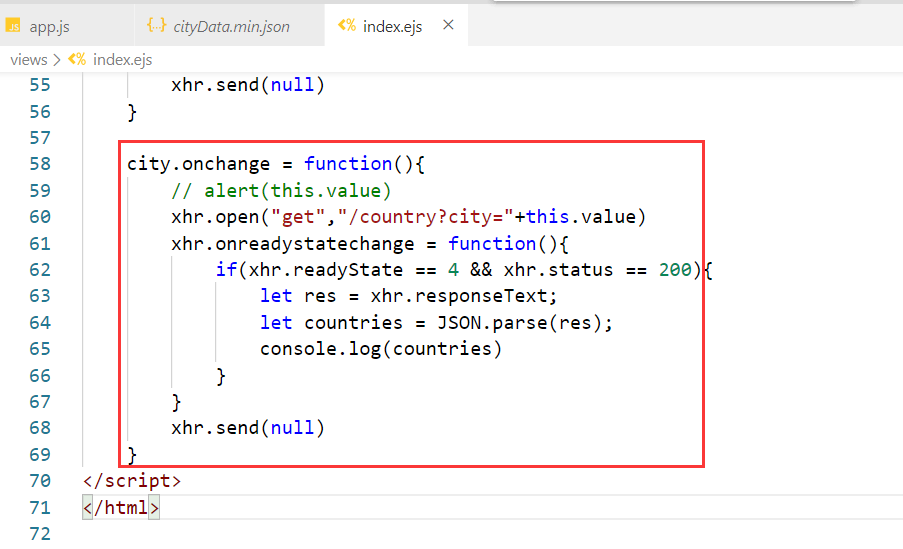 JS app.js {..} cityData.min.json <% index.ejs ×
views > <% index.ejs
55 xhr.send(null)
56 }
57
58 city.onchange = function(){
59 // alert(this.value)
60 xhr.open("get","/country?city="+this.value)
61 xhr.onreadystatechange = function(){
62 if(xhr.readyState == 4 && xhr.status == 200){
63 let res = xhr.responseText;
64 let countries = JSON.parse(res);
65 console.log(countries)
66 }
67 }
68 xhr.send(null)
69 }
70 </script>
71 </html>
72